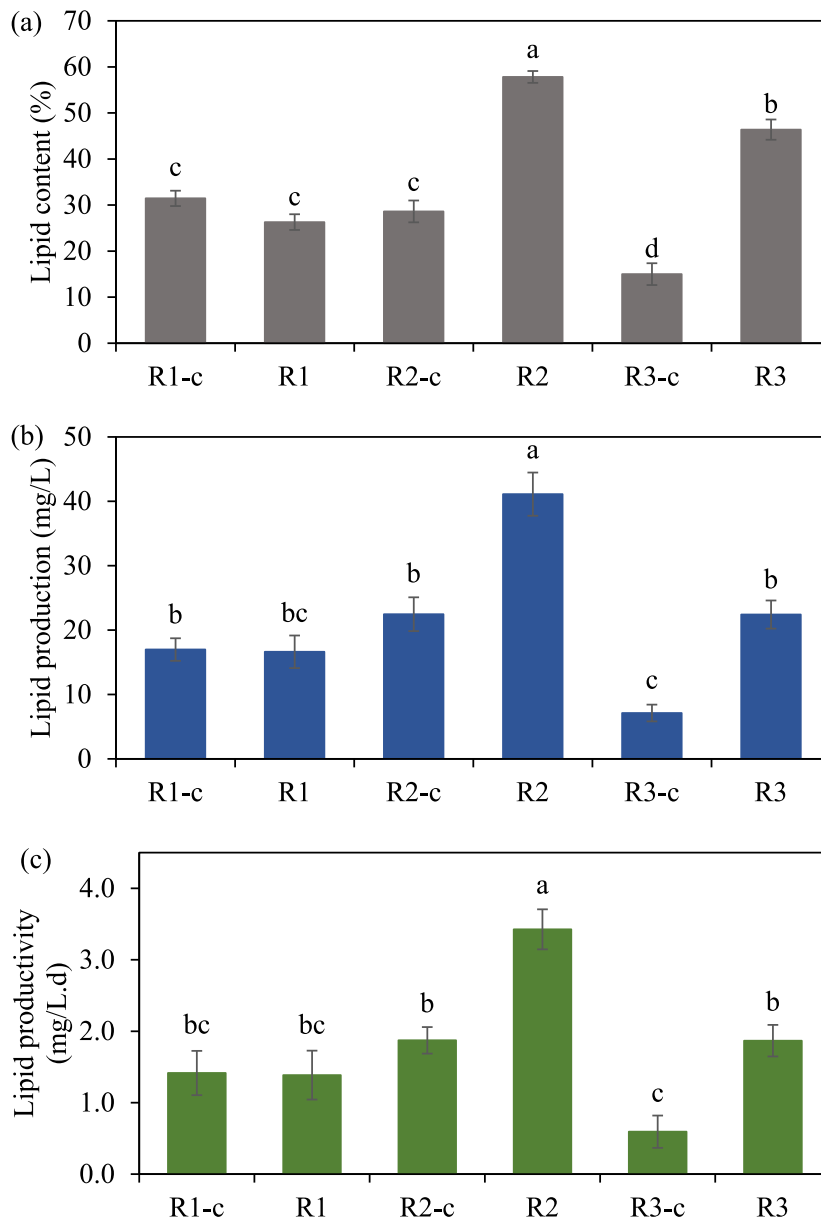 (a)
Lipid content (%)
70
60
50
40
30
20
10
0
c
c
c
a
d
b
R1-c R1 R2-c R2 R3-c R3
(b)
Lipid production (mg/L)
50
40
30
20
10
0
b
bc
b
a
c
b
R1-c R1 R2-c R2 R3-c R3
(c)
Lipid productivity
(mg/L.d)
4.0
3.0
2.0
1.0
0.0
bc
bc
b
a
c
b
R1-c R1 R2-c R2 R3-c R3